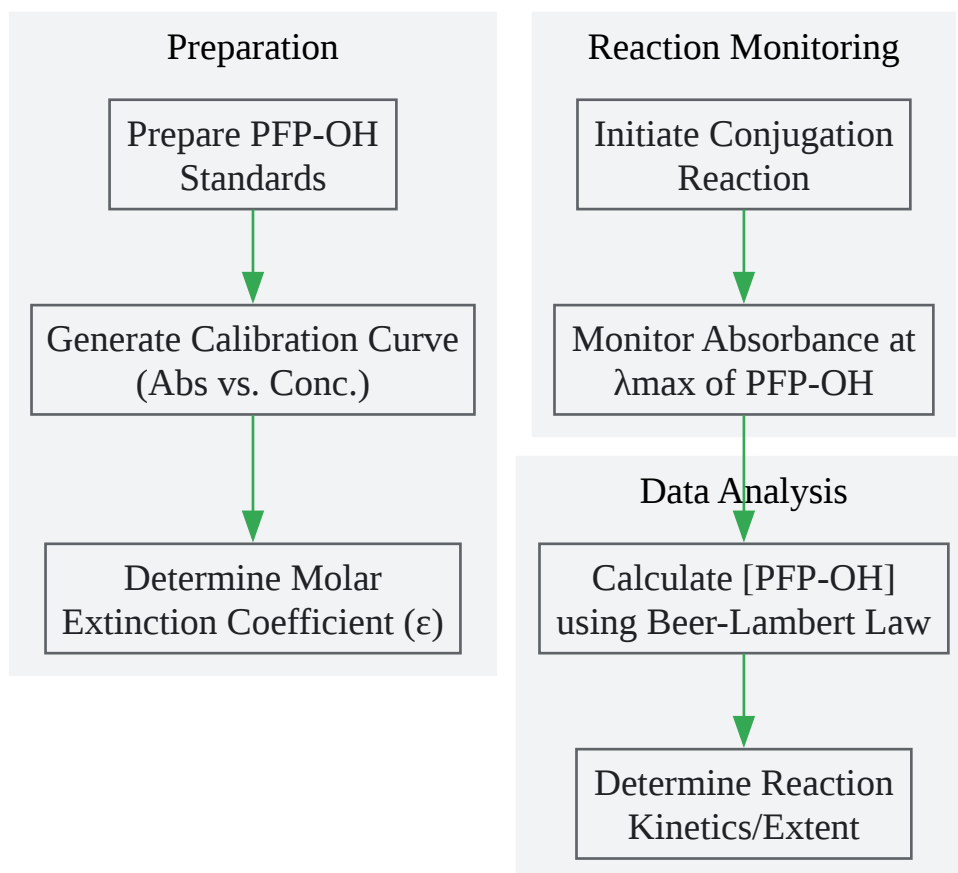 Preparation
Prepare PFP-OH
Standards
Generate Calibration Curve
(Abs vs. Conc.)
Determine Molar
Extinction Coefficient (ε)
Reaction Monitoring
Initiate Conjugation
Reaction
Monitor Absorbance at
λmax of PFP-OH
Data Analysis
Calculate [PFP-OH]
using Beer-Lambert Law
Determine Reaction
Kinetics/Extent